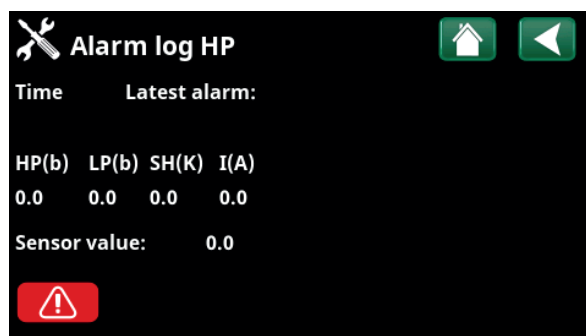 Alarm log HP
Time Latest alarm:
HP(b) LP(b) SH(K) I(A)
0.0 0.0 0.0 0.0
Sensor value: 0.0